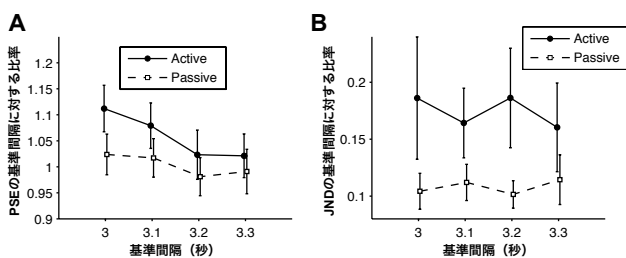 A
PSEの基準間隔に対する比率
1.2
1.15
1.1
1.05
1
0.95
0.9
Active
Passive
3
3.1
3.2
3.3
基準間隔（秒）
B
JNDの基準間隔に対する比率
0.2
0.15
0.1
Active
Passive
3
3.1
3.2
3.3
基準間隔（秒）